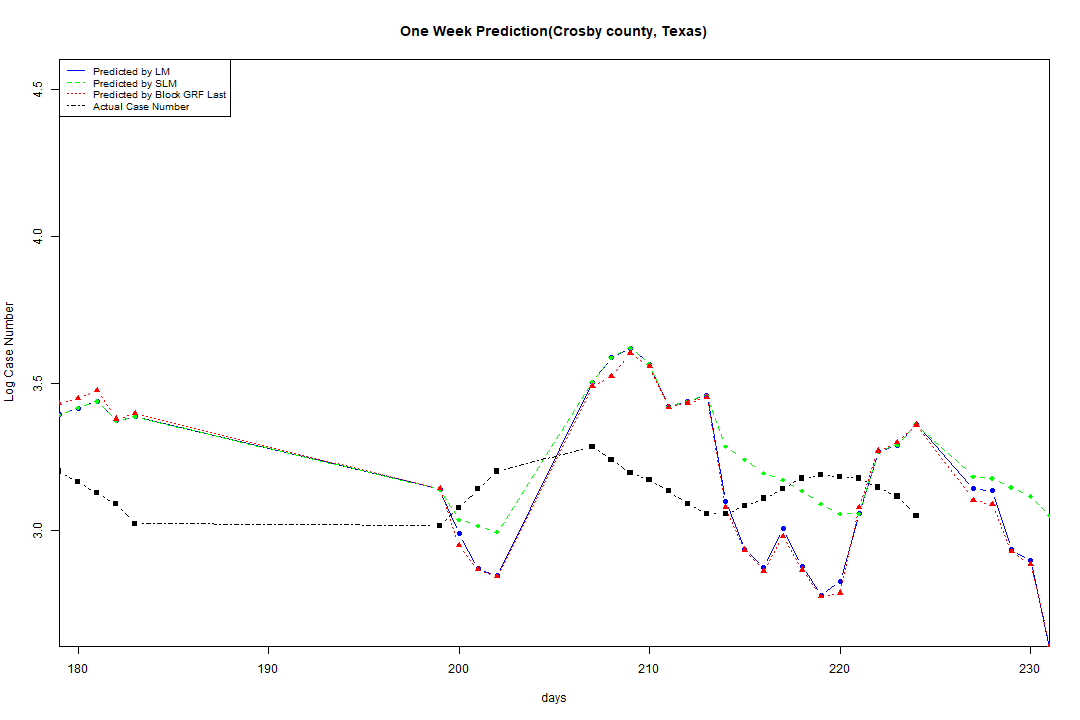 One Week Prediction(Crosby county, Texas)
Predicted by LM
Predicted by SLM
Predicted by Block GRF Last
Actual Case Number
4.5
4.0
3.5
3.0
Log Case Number
180 190 200 210 220 230
days